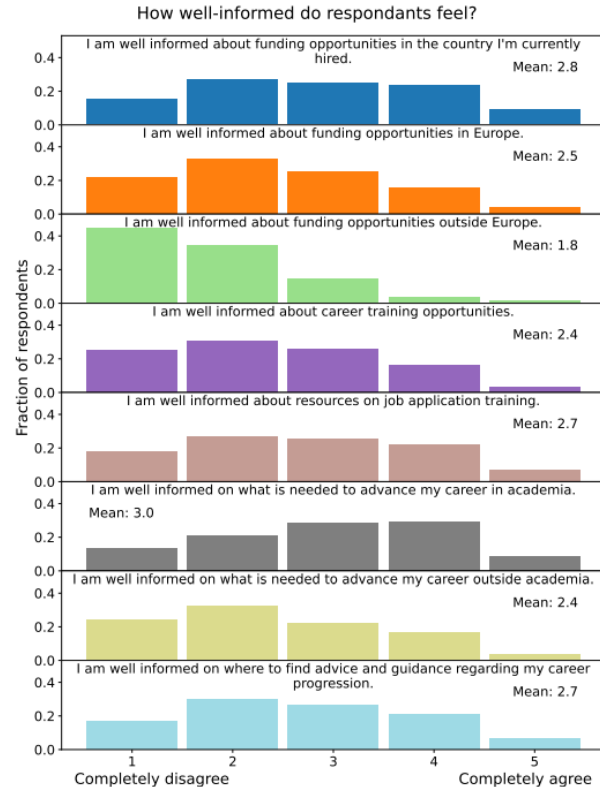 How well-informed do respondants feel?
I am well informed about funding opportunities in the country I'm currently
hired.
Mean: 2.8
0.4
0.2
0.0
I am well informed about funding opportunities in Europe.
Mean: 2.5
0.4
0.2
0.0
I am well informed about funding opportunities outside Europe.
Mean: 1.8
0.4
0.2
0.0
I am well informed about career training opportunities.
Mean: 2.4
0.4
0.2
0.0
I am well informed about resources on job application training.
Mean: 2.7
0.4
0.2
0.0
I am well informed on what is needed to advance my career in academia.
Mean: 3.0
0.4
0.2
0.0
I am well informed on what is needed to advance my career outside academia.
Mean: 2.4
0.4
0.2
0.0
I am well informed on where to find advice and guidance regarding my career
progression.
Mean: 2.7
0.4
0.2
0.0
Fraction of respondents
1 2 3 4 5
Completely disagree Completely agree